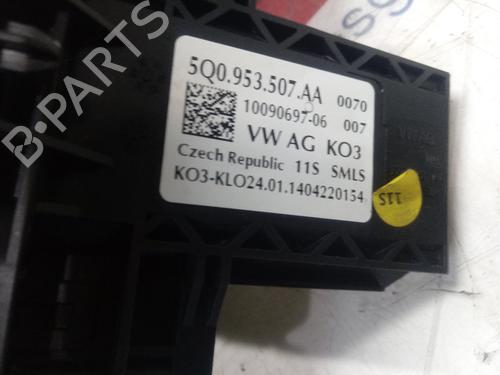 5Q0.953.507.AA 0070
10090697-06 007
VW AG KO3
Czech Republic 11S SMLS
KO3-KLO24.01.1404220154
11S
B-PARTS